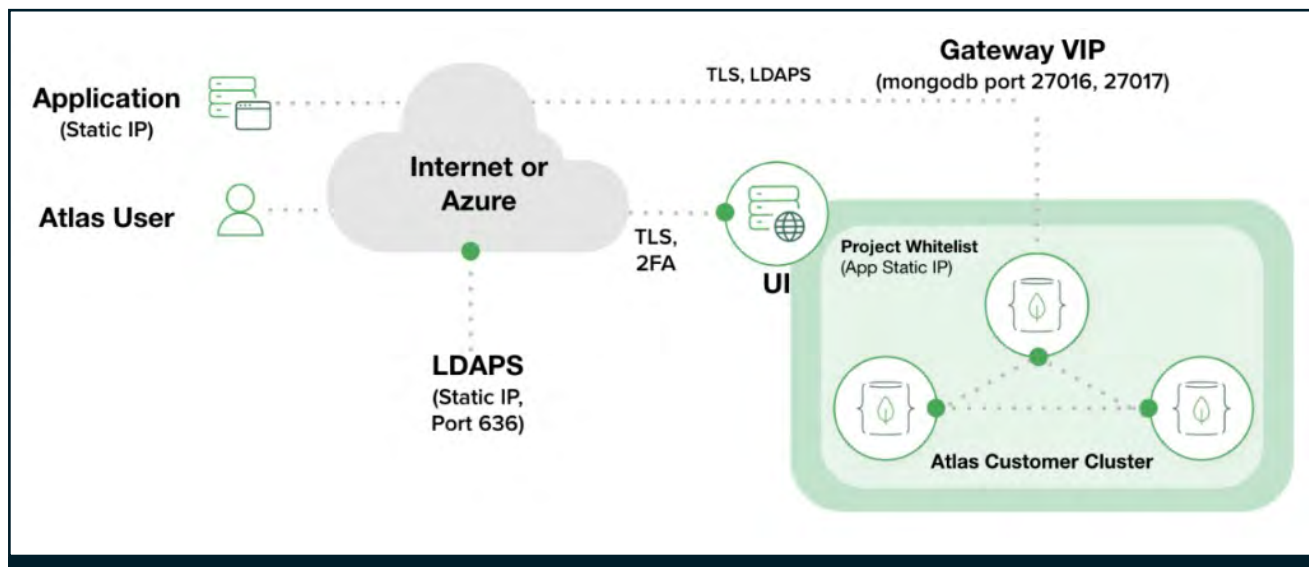 Gateway VIP
(mongodb port 27016, 27017)
TLS, LDAPS
Application
(Static IP)
Internet or
Azure
Atlas User
TLS,
2FA
UI
Project Whitelist
(App Static IP)
LDAPS
(Static IP,
Port 636)
Atlas Customer Cluster